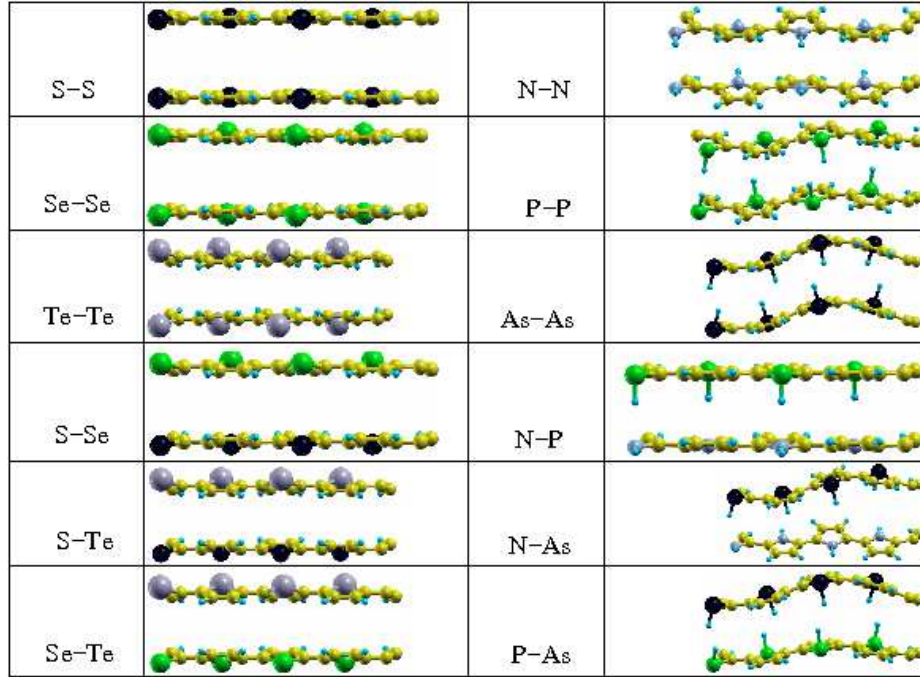 S–S
N–N
Se–Se
P–P
Te–Te
As–As
S–Se
N–P
S–Te
N–As
Se–Te
P–As